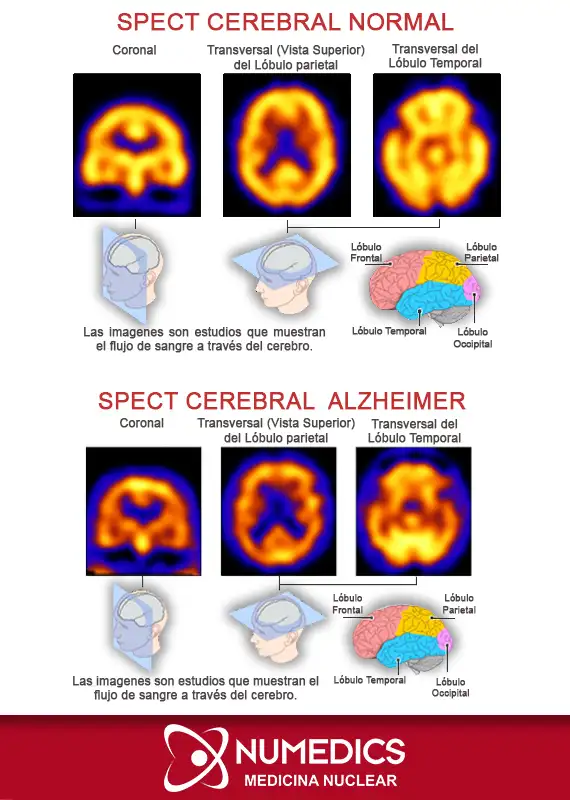 SPECT CEREBRAL NORMAL
Coronal
Transversal (Vista Superior)
del Lóbulo parietal
Transversal del
Lóbulo Temporal
Lóbulo
Frontal
Lóbulo
Parietal
Lóbulo Temporal
Lóbulo
Occipital
Las imagenes son estudios que muestran
el flujo de sangre a través del cerebro.
SPECT CEREBRAL ALZHEIMER
Coronal
Transversal (Vista Superior)
del Lóbulo parietal
Transversal del
Lóbulo Temporal
Lóbulo
Frontal
Lóbulo
Parietal
Lóbulo Temporal
Lóbulo
Occipital
Las imagenes son estudios que muestran el
flujo de sangre a través del cerebro.
NUMEDICS
MEDICINA NUCLEAR